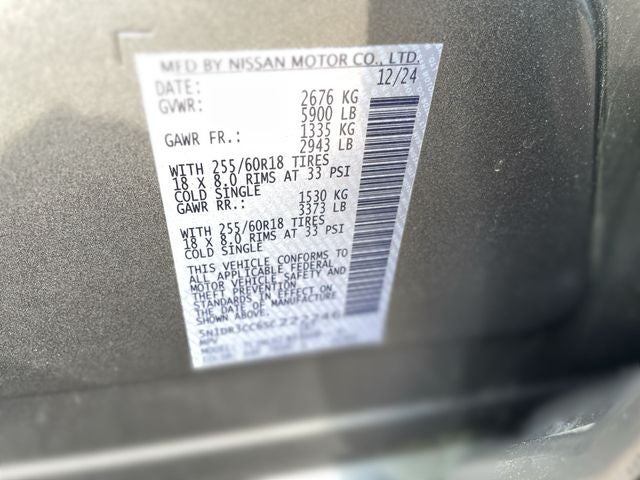 MFD BY NISSAN MOTOR CO., LTD.
DATE: 12/24
GVWR: 2676 KG
5900 LB
GAWR FR.: 1335 KG
2943 LB
WITH 255/60R18 TIRES
18 X 8.0 RIMS AT 33 PSI
COLD SINGLE
GAWR RR.: 1530 KG
3373 LB
WITH 255/60R18 TIRES
18 X 8.0 RIMS AT 33 PSI
COLD SINGLE
THIS VEHICLE CONFORMS TO
ALL APPLICABLE FEDERAL
MOTOR VEHICLE SAFETY AND
THEFT PREVENTION
STANDARDS IN EFFECT ON
THE DATE OF MANUFACTURE
SHOWN ABOVE.
MPV